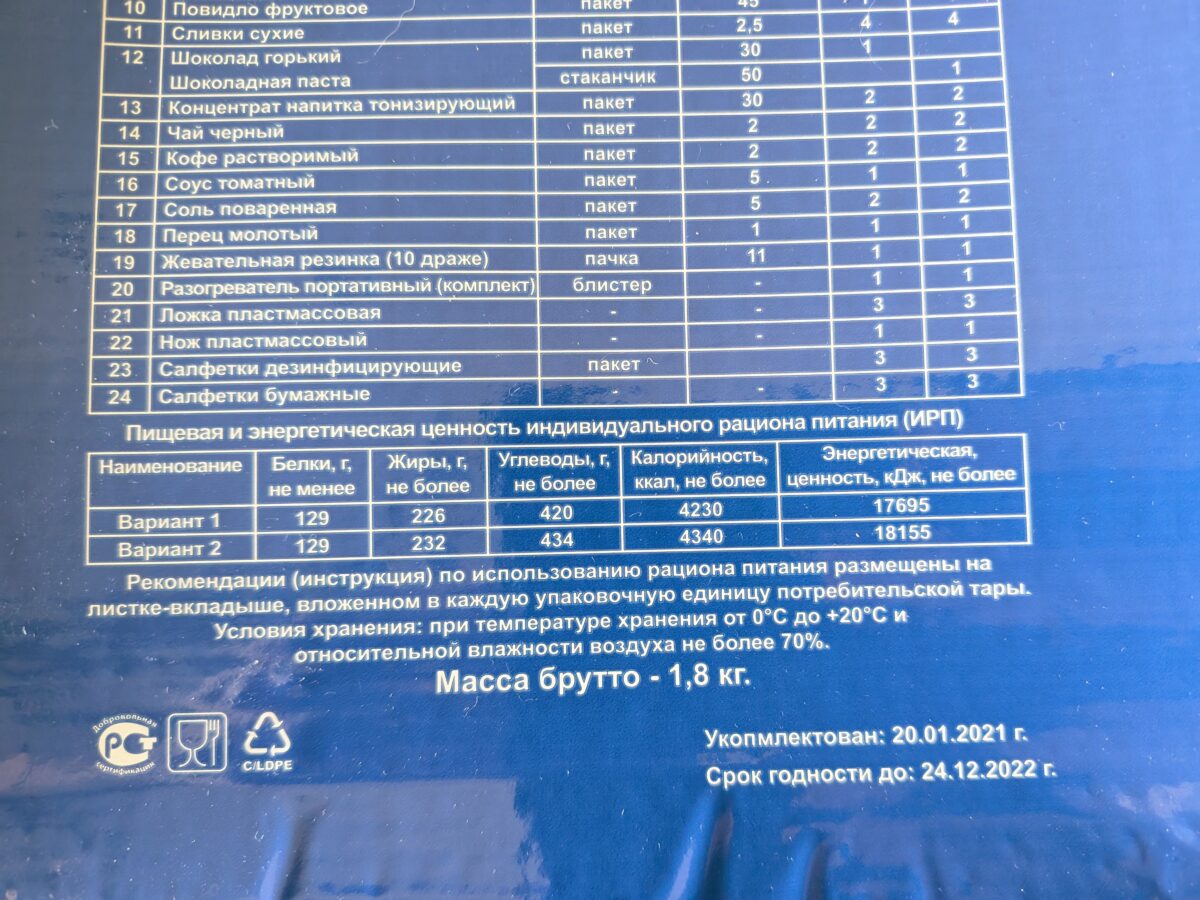 10 Повидло фруктовое пакет 45 1
11 Сливки сухие пакет 2,5 4 4
12 Шоколад горький пакет 30 1
Шоколадная паста стаканчик 50 1
13 Концентрат напитка тонизирующий пакет 30 2 2
14 Чай черный пакет 2 2 2
15 Кофе растворимый пакет 2 2 2
16 Соус томатный пакет 5 1 1
17 Соль поваренная пакет 5 2 2
18 Перец молотый пакет 1 1 1
19 Жевательная резинка (10 драже) пачка 11 1 1
20 Разогреватель портативный (комплект) блистер - 1 1
21 Ложка пластмассовая - - 3 3
22 Нож пластмассовый - - 1 1
23 Салфетки дезинфицирующие пакет 3 3
24 Салфетки бумажные - - 3 3
Пищевая и энергетическая ценность индивидуального рациона питания (ИРП)
Наименование Белки, г, Жиры, г, Углеводы, г, Калорийность, Энергетическая,
не менее не более не более ккал, не более ценность, кДж, не более
Вариант 1 129 226 420 4230 17695
Вариант 2 129 232 434 4340 18155
Рекомендации (инструкция) по использованию рациона питания размещены на
листке-вкладыше, вложенном в каждую упаковочную единицу потребительской тары.
Условия хранения: при температуре хранения от 0°С до +20°С и
относительной влажности воздуха не более 70%.
Масса брутто - 1,8 кг.
Добровольная
РСТ
сертификация
C/LDPE
Укопмлектован: 20.01.2021 г.
Срок годности до: 24.12.2022 г.